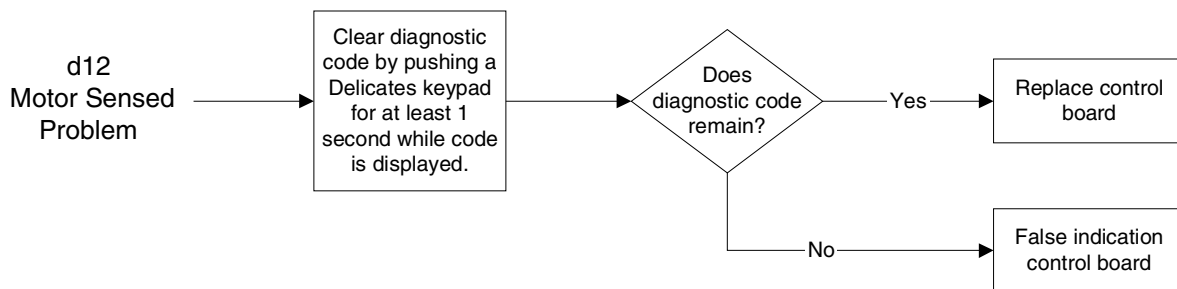 d12
Motor Sensed
Problem
Clear diagnostic
code by pushing a
Delicates keypad
for at least 1
second while code
is displayed.
Does
diagnostic code
remain?
Yes
Replace control
board
No
False indication
control board